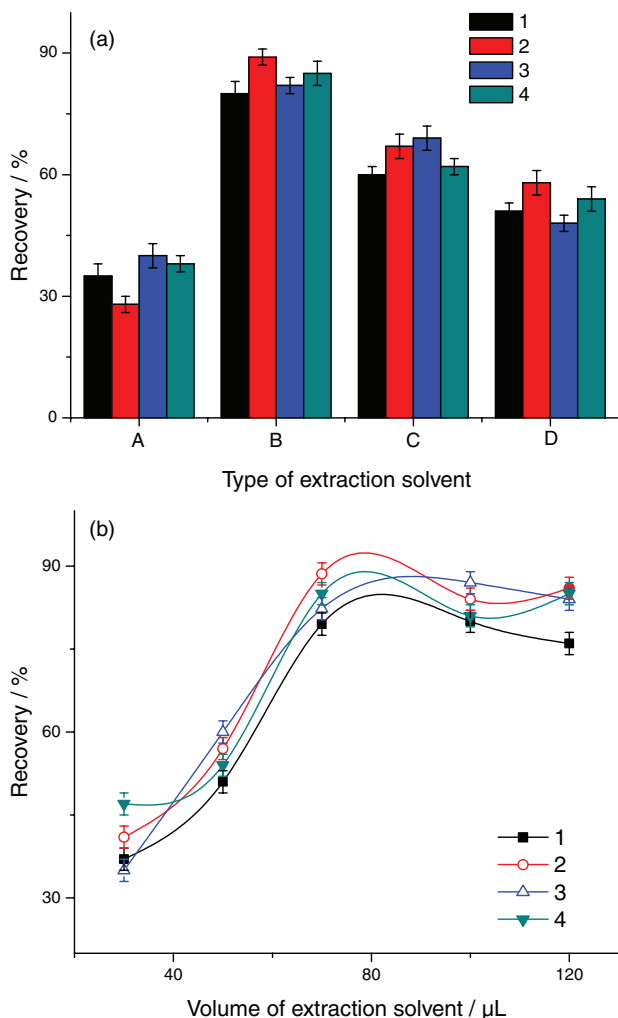 (a)
1
2
3
4
Recovery / %
90
60
30
0
A B C D
Type of extraction solvent
(b)
Recovery / %
90
60
30
1
2
3
4
40 80 120
Volume of extraction solvent / μL